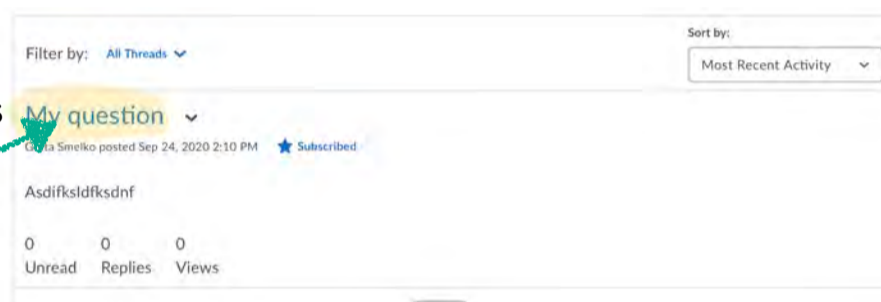 Sort by:
Filter by: All Threads
Most Recent Activity
My question
Smelko posted Sep 24, 2020 2:10 PM Subscribed
Asdifksldfksdnf
0 0 0
Unread Replies Views